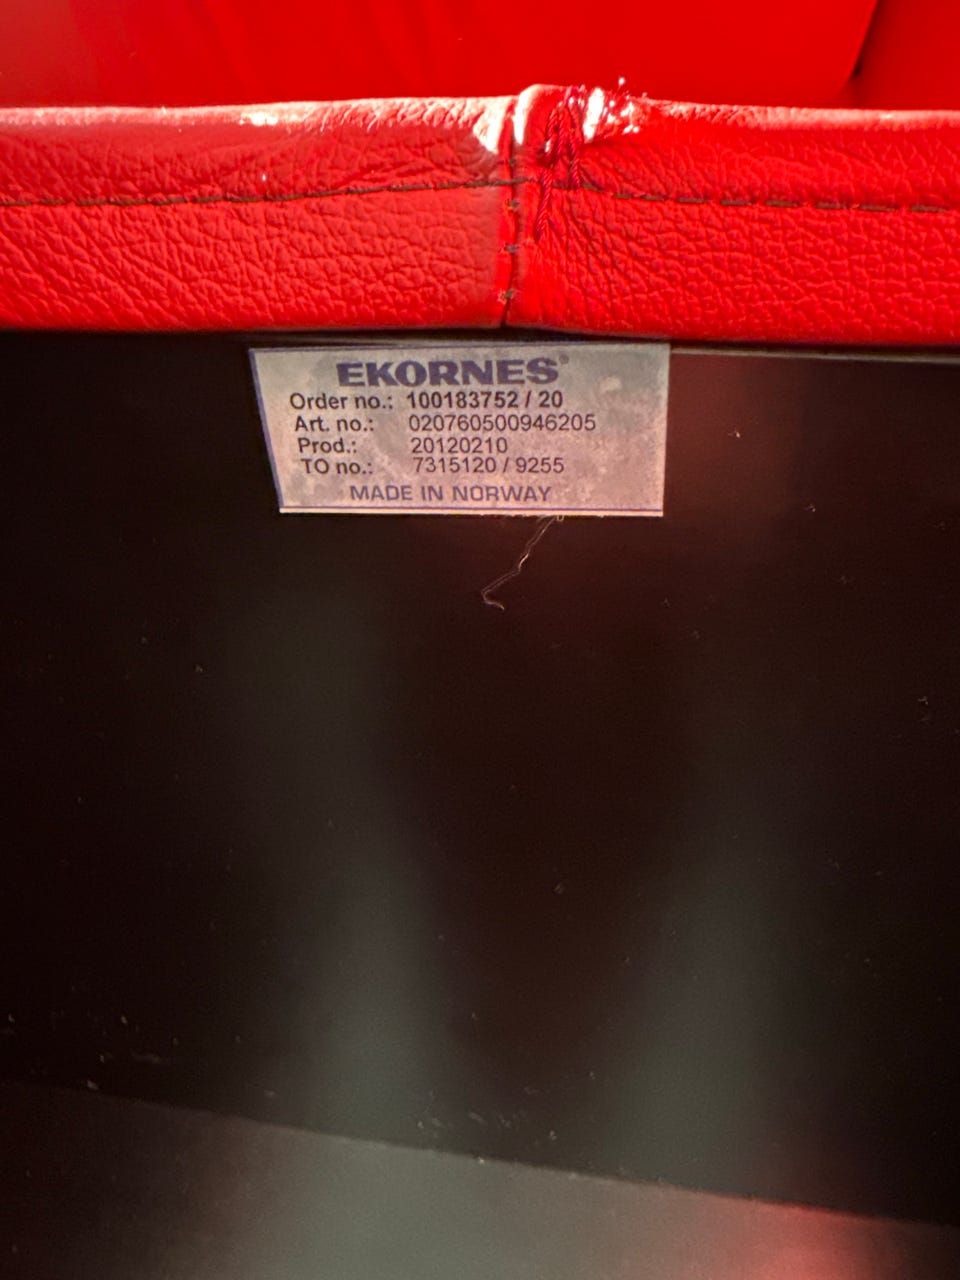 EKORNES®
Order no.: 100183752 / 20
Art. no.: 020760500946205
Prod.: 20120210
TO no.: 7315120 / 9255
MADE IN NORWAY